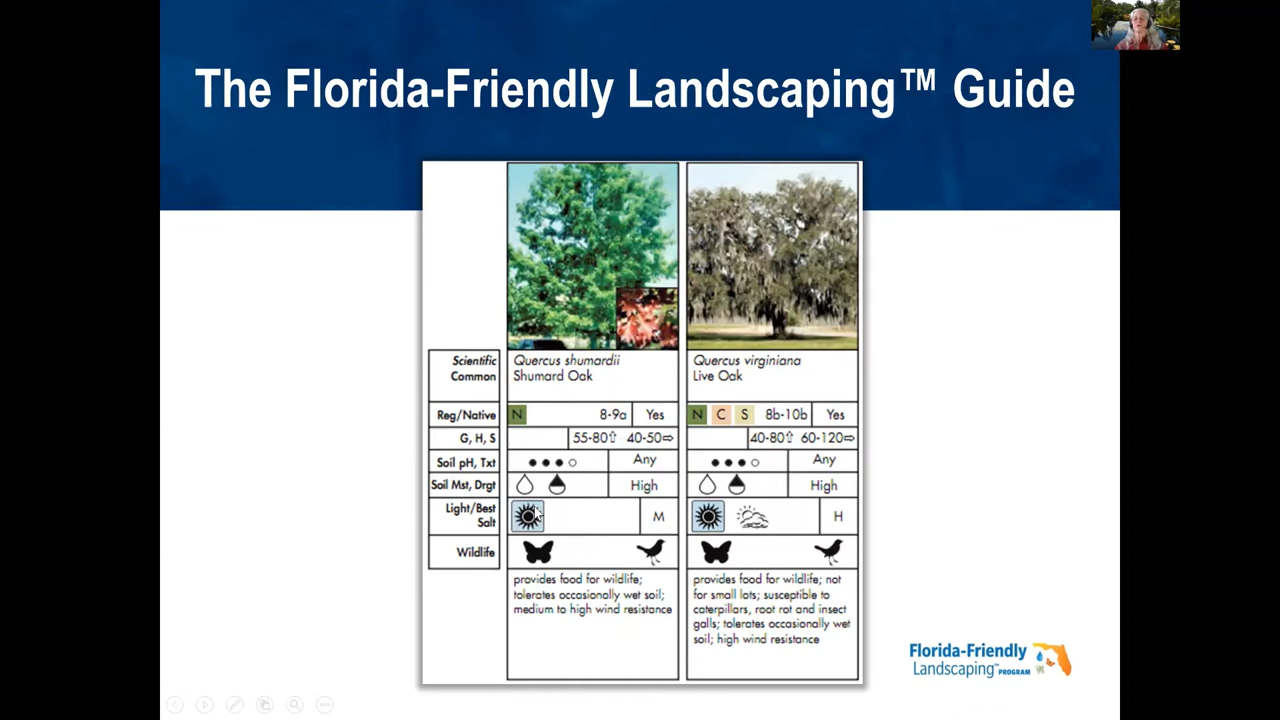 The Florida-Friendly Landscaping™ Guide
Scientific
Common
Quercus shumardii
Shumard Oak
Quercus virginiana
Live Oak
Reg/Native
N 8-9a Yes
N C S 8b-10b Yes
G, H, S
55-80⇧ 40-50⇨
40-80⇧ 60-120⇨
Soil pH, Txt
Any
Any
Soil Mst, Drgt
High
High
Light/Best
Salt
M
H
Wildlife
provides food for wildlife;
tolerates occasionally wet soil;
medium to high wind resistance
provides food for wildlife; not
for small lots; susceptible to
caterpillars, root rot and insect
galls; tolerates occasionally wet
soil; high wind resistance
Florida-Friendly
Landscaping™ PROGRAM